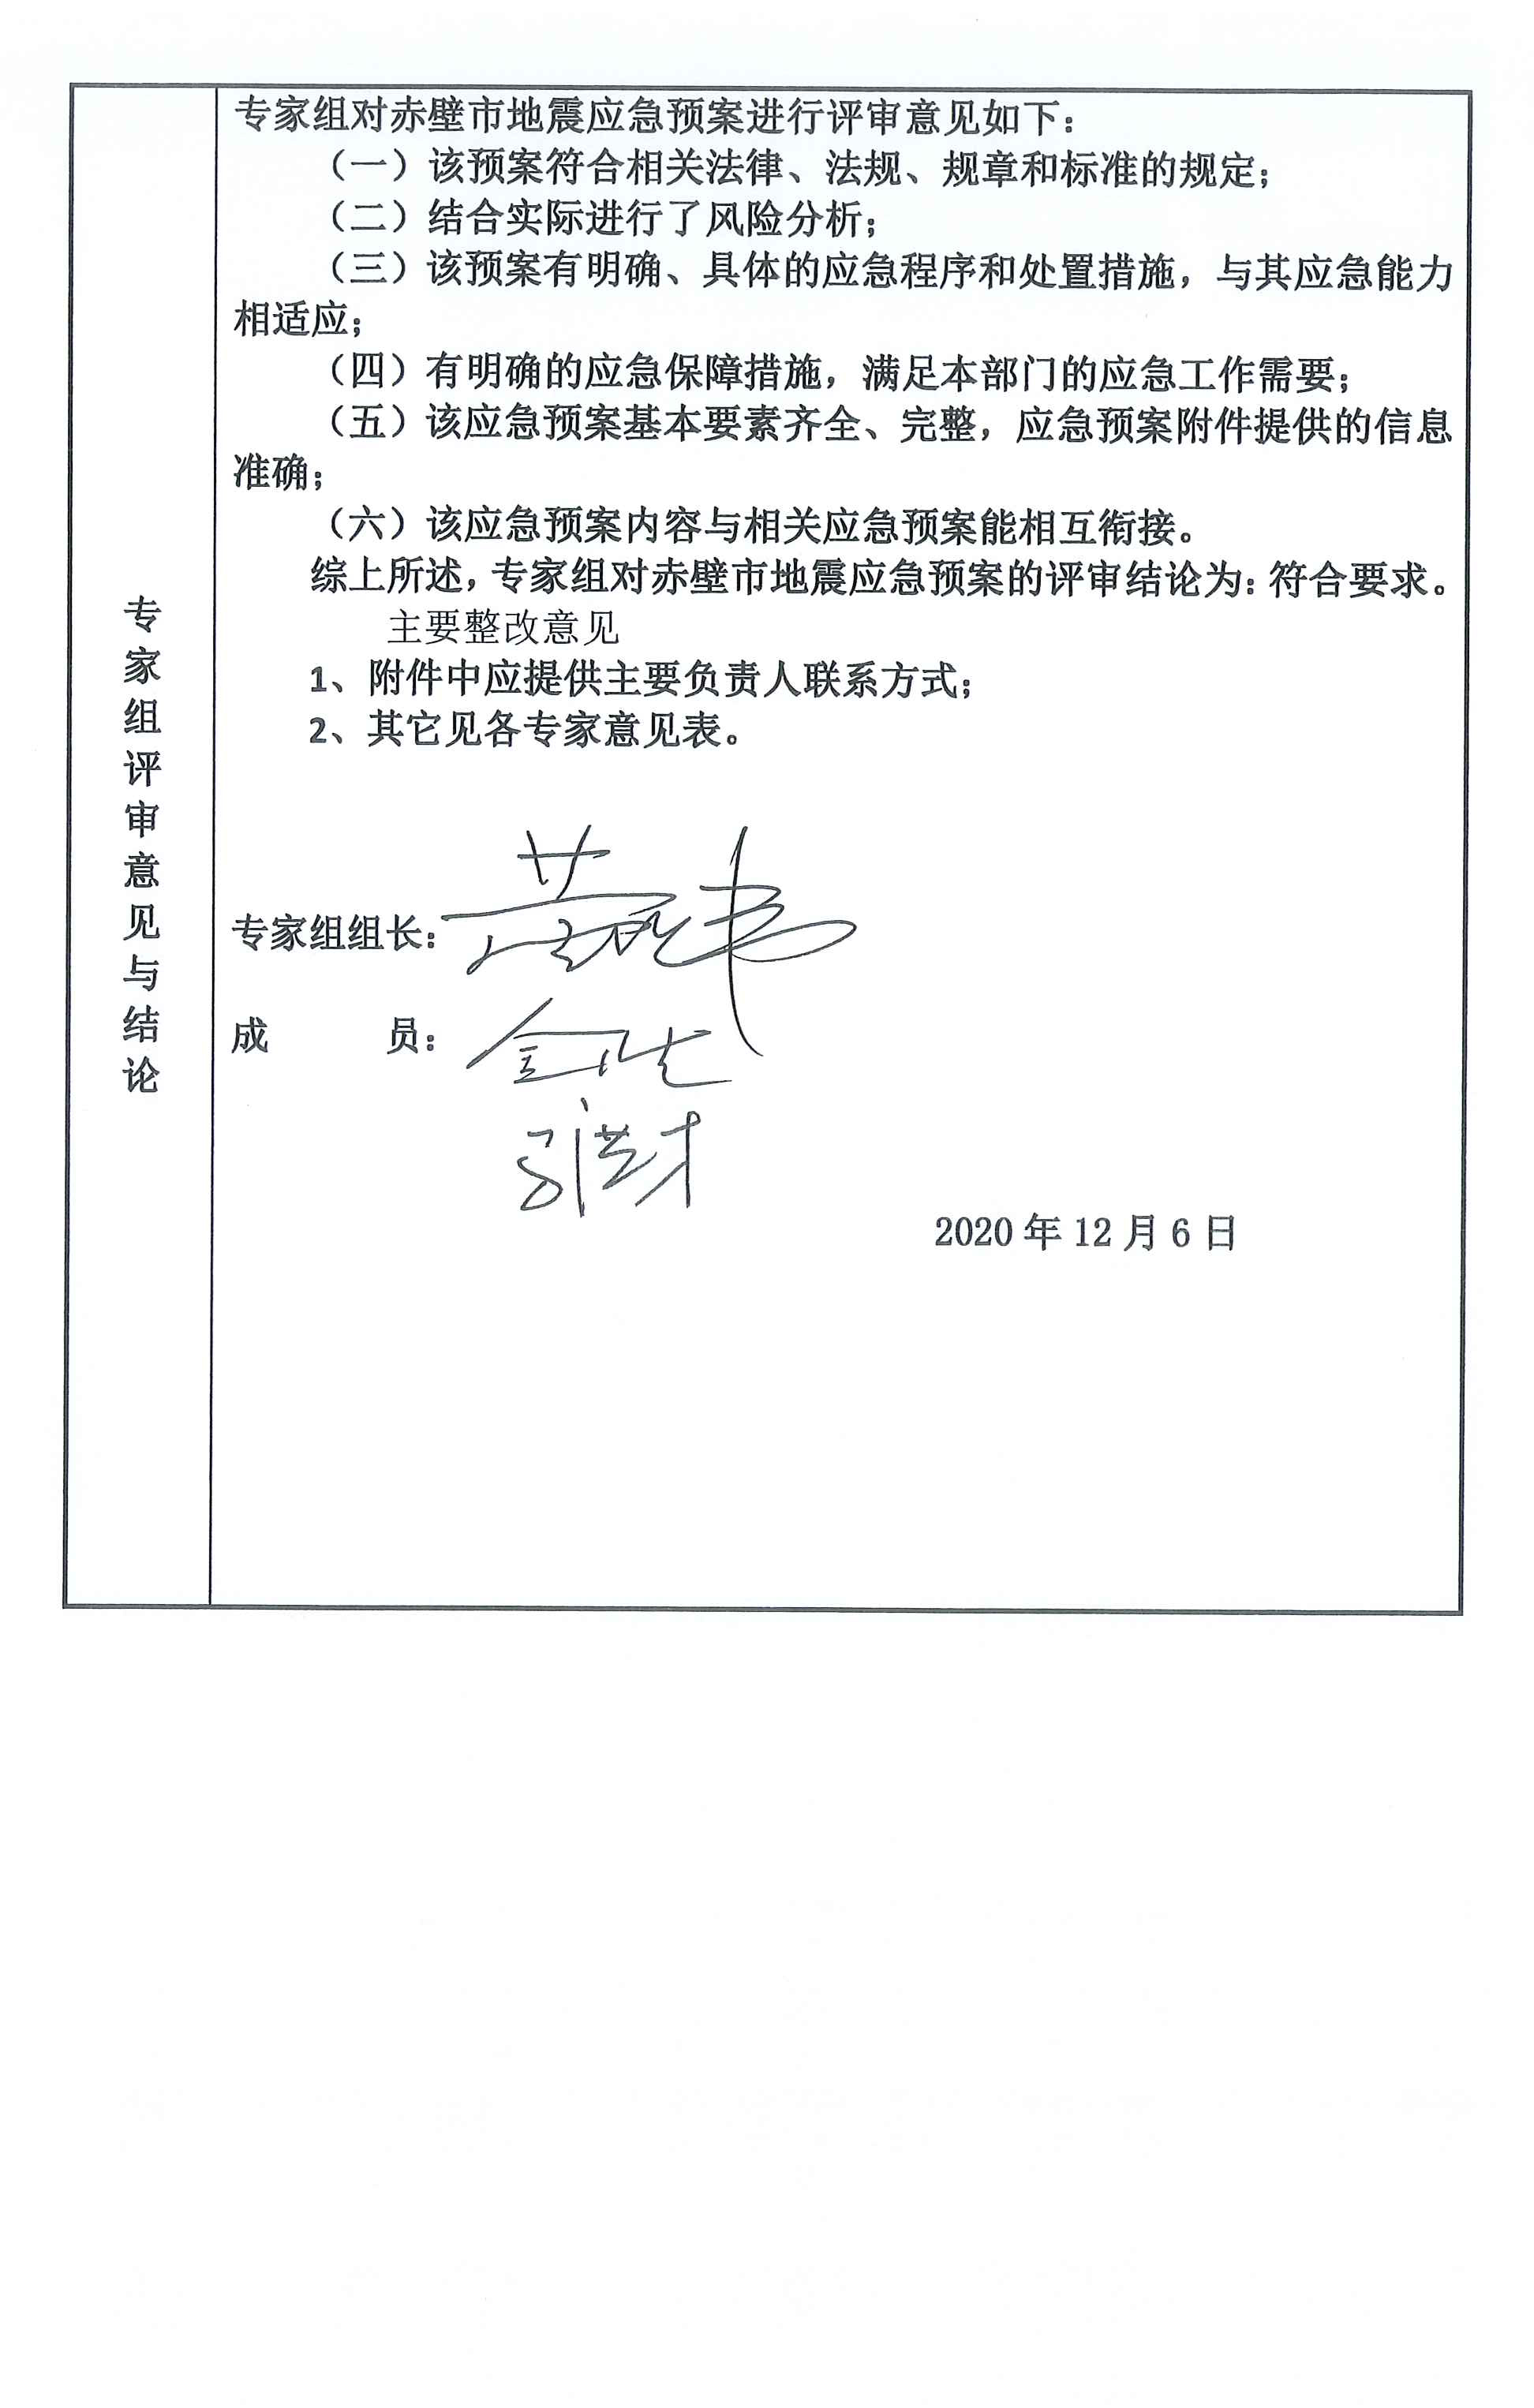 专家组评审意见与结论
专家组对赤壁市地震应急预案进行评审意见如下：
（一）该预案符合相关法律、法规、规章和标准的规定；
（二）结合实际进行了风险分析；
（三）该预案有明确、具体的应急程序和处置措施，与其应急能力
相适应；
（四）有明确的应急保障措施，满足本部门的应急工作需要；
（五）该应急预案基本要素齐全、完整，应急预案附件提供的信息
准确；
（六）该应急预案内容与相关应急预案能相互衔接。
综上所述，专家组对赤壁市地震应急预案的评审结论为：符合要求。
主要整改意见
1、附件中应提供主要负责人联系方式；
2、其它见各专家意见表。
专家组组长：
成 员：
2020 年 12 月 6 日